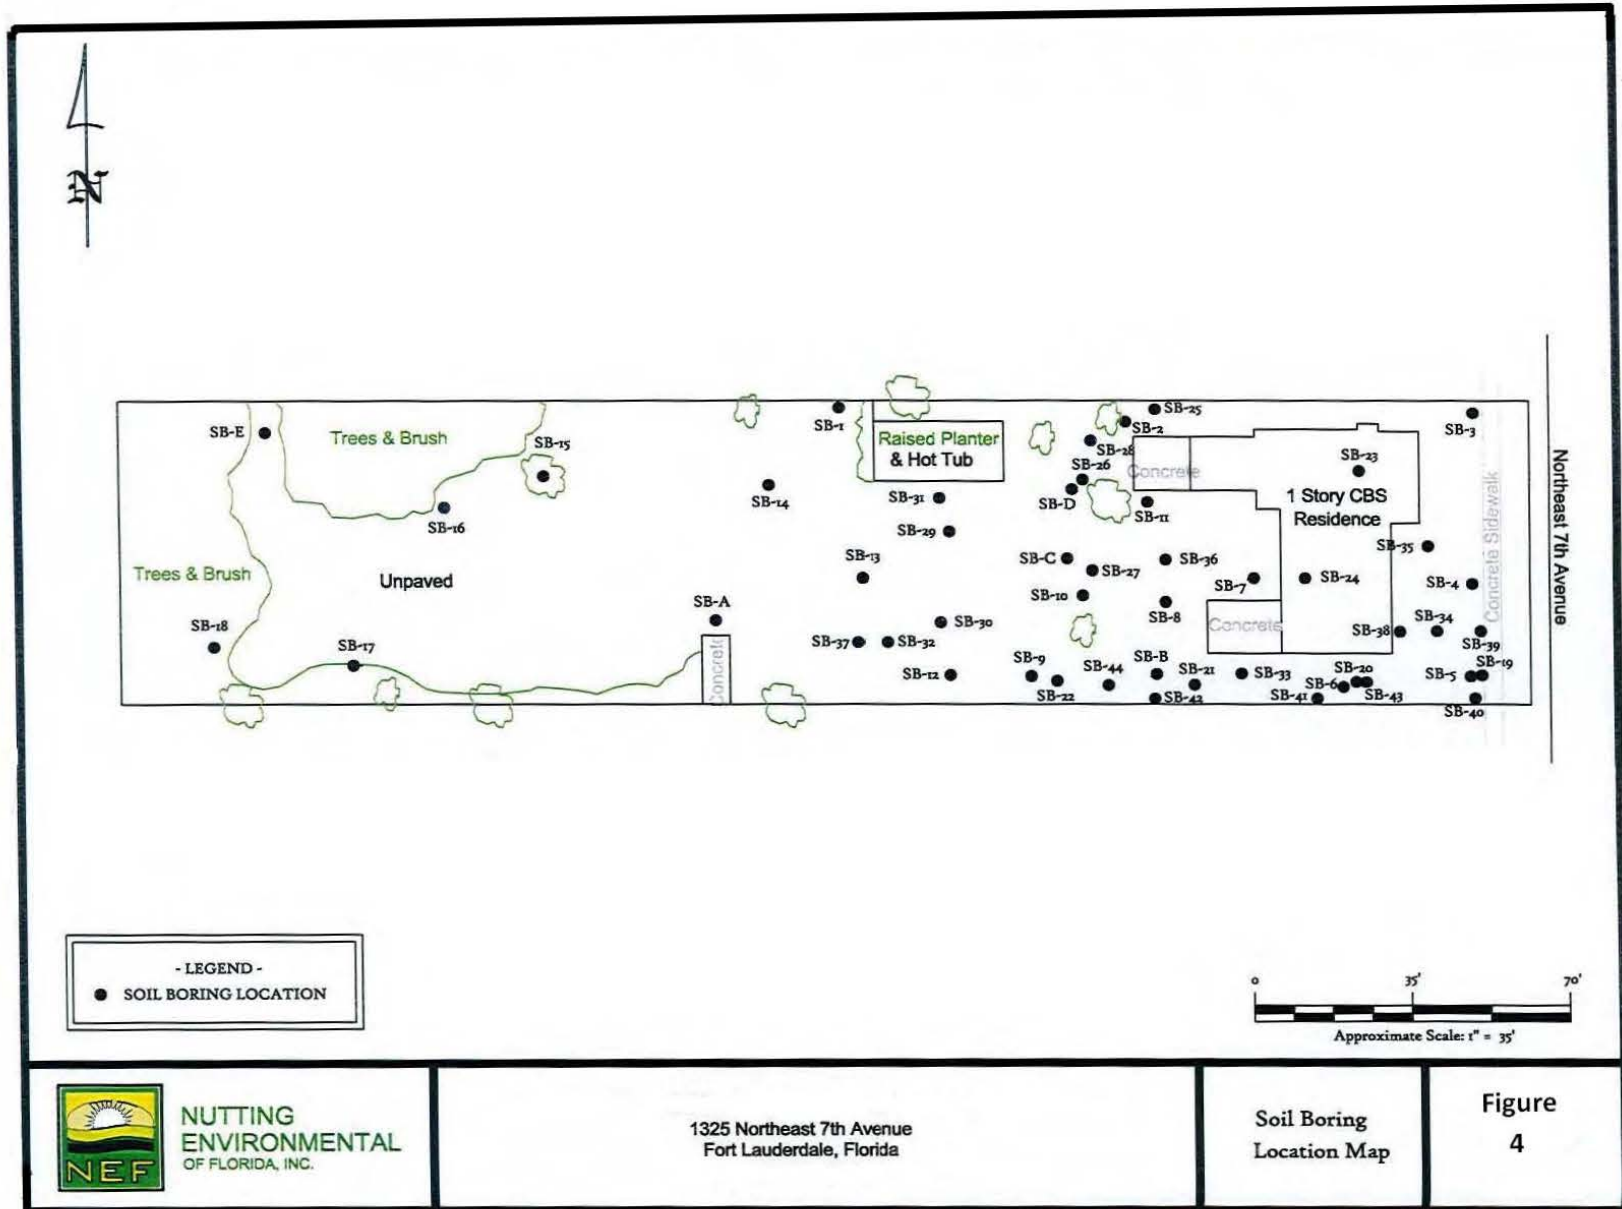 N
SB-E
Trees & Brush
SB-15
SB-1
Raised Planter
& Hot Tub
SB-25
SB-2
SB-28
SB-26
SB-D
Concrete
SB-11
SB-3
SB-23
1 Story CBS
Residence
Northeast 7th Avenue
Concrete Sidewalk
SB-16
SB-14
SB-31
SB-29
SB-13
SB-C
SB-27
SB-36
SB-35
Trees & Brush
Unpaved
SB-10
SB-7
SB-24
SB-4
SB-A
SB-8
SB-18
SB-17
Concrete
SB-37
SB-32
SB-30
Concrete
SB-38
SB-34
SB-39
SB-12
SB-9
SB-22
SB-44
SB-B
SB-21
SB-33
SB-20
SB-6
SB-5
SB-19
SB-42
SB-41
SB-43
SB-40
- LEGEND -
SOIL BORING LOCATION
0 35' 70'
Approximate Scale: 1" = 35'
NEF
NUTTING
ENVIRONMENTAL
OF FLORIDA, INC.
1325 Northeast 7th Avenue
Fort Lauderdale, Florida
Soil Boring
Location Map
Figure
4